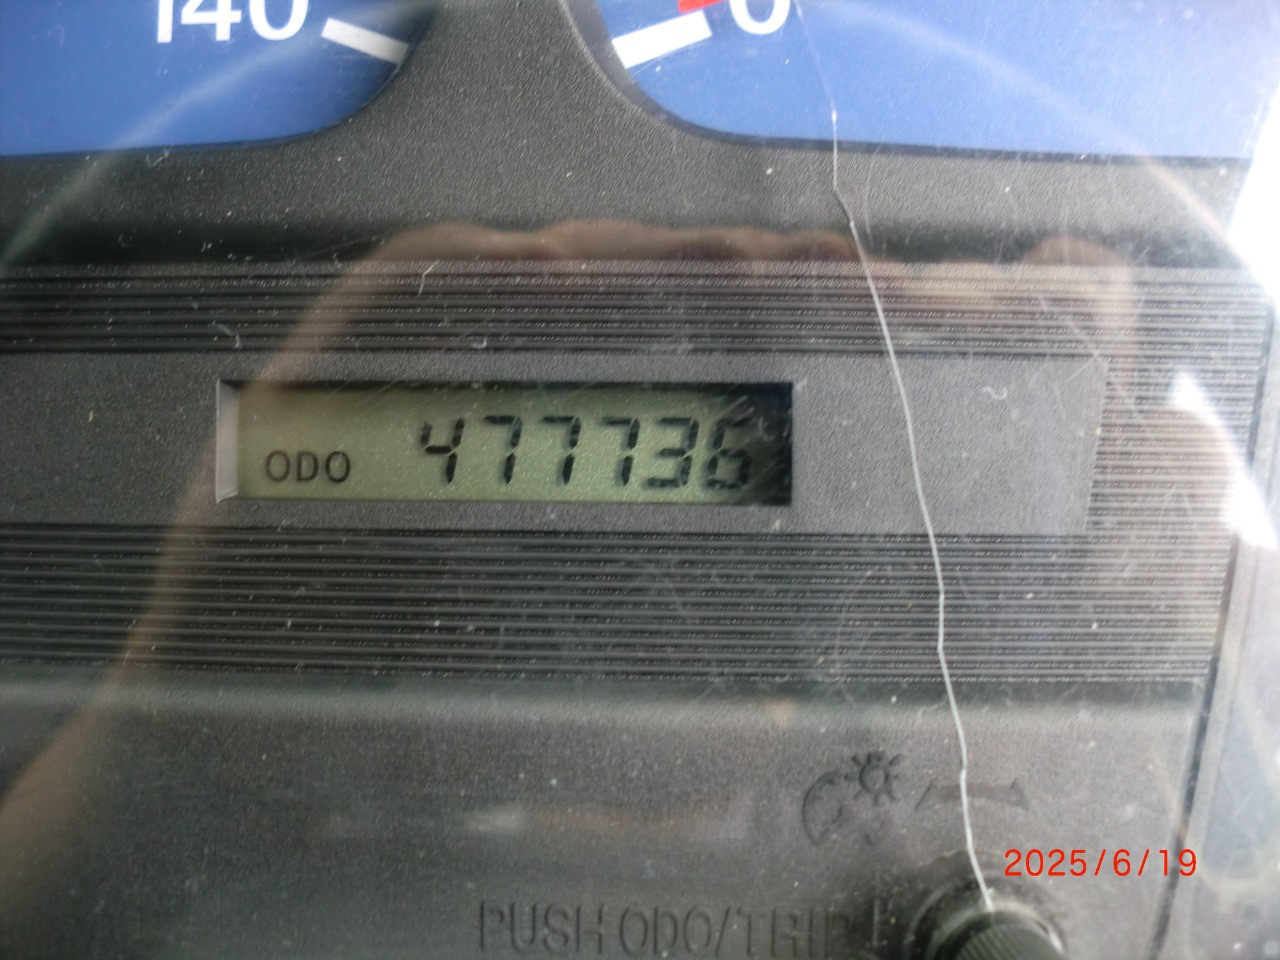 140
0
ODO 477736
2025/6/19
PUSH ODO/TRIP